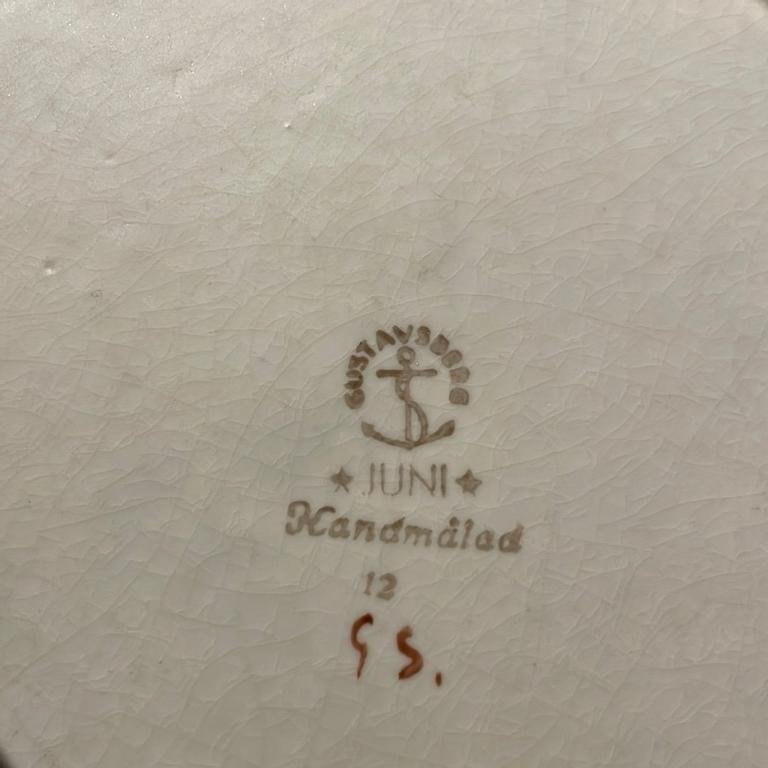 GUSTAVSBERG
★ JUNI ★
Handmålad
12
G S.